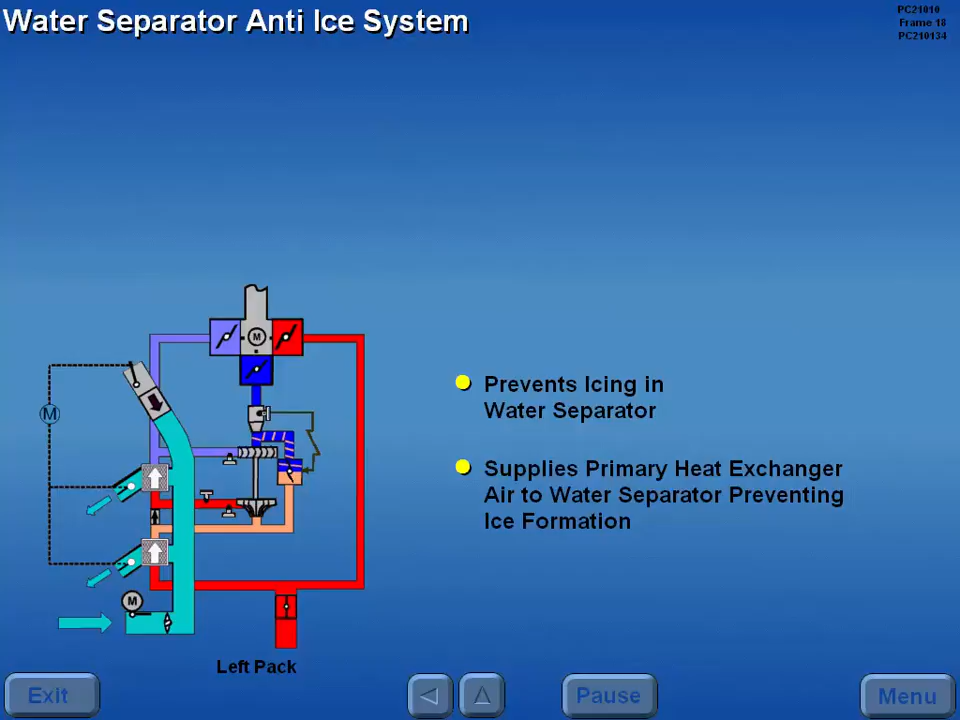 Water Separator Anti Ice System
PC21010
Frame 18
PC210134
M
Prevents Icing in
Water Separator
M
Supplies Primary Heat Exchanger
Air to Water Separator Preventing
Ice Formation
M
Left Pack
Exit
Pause
Menu